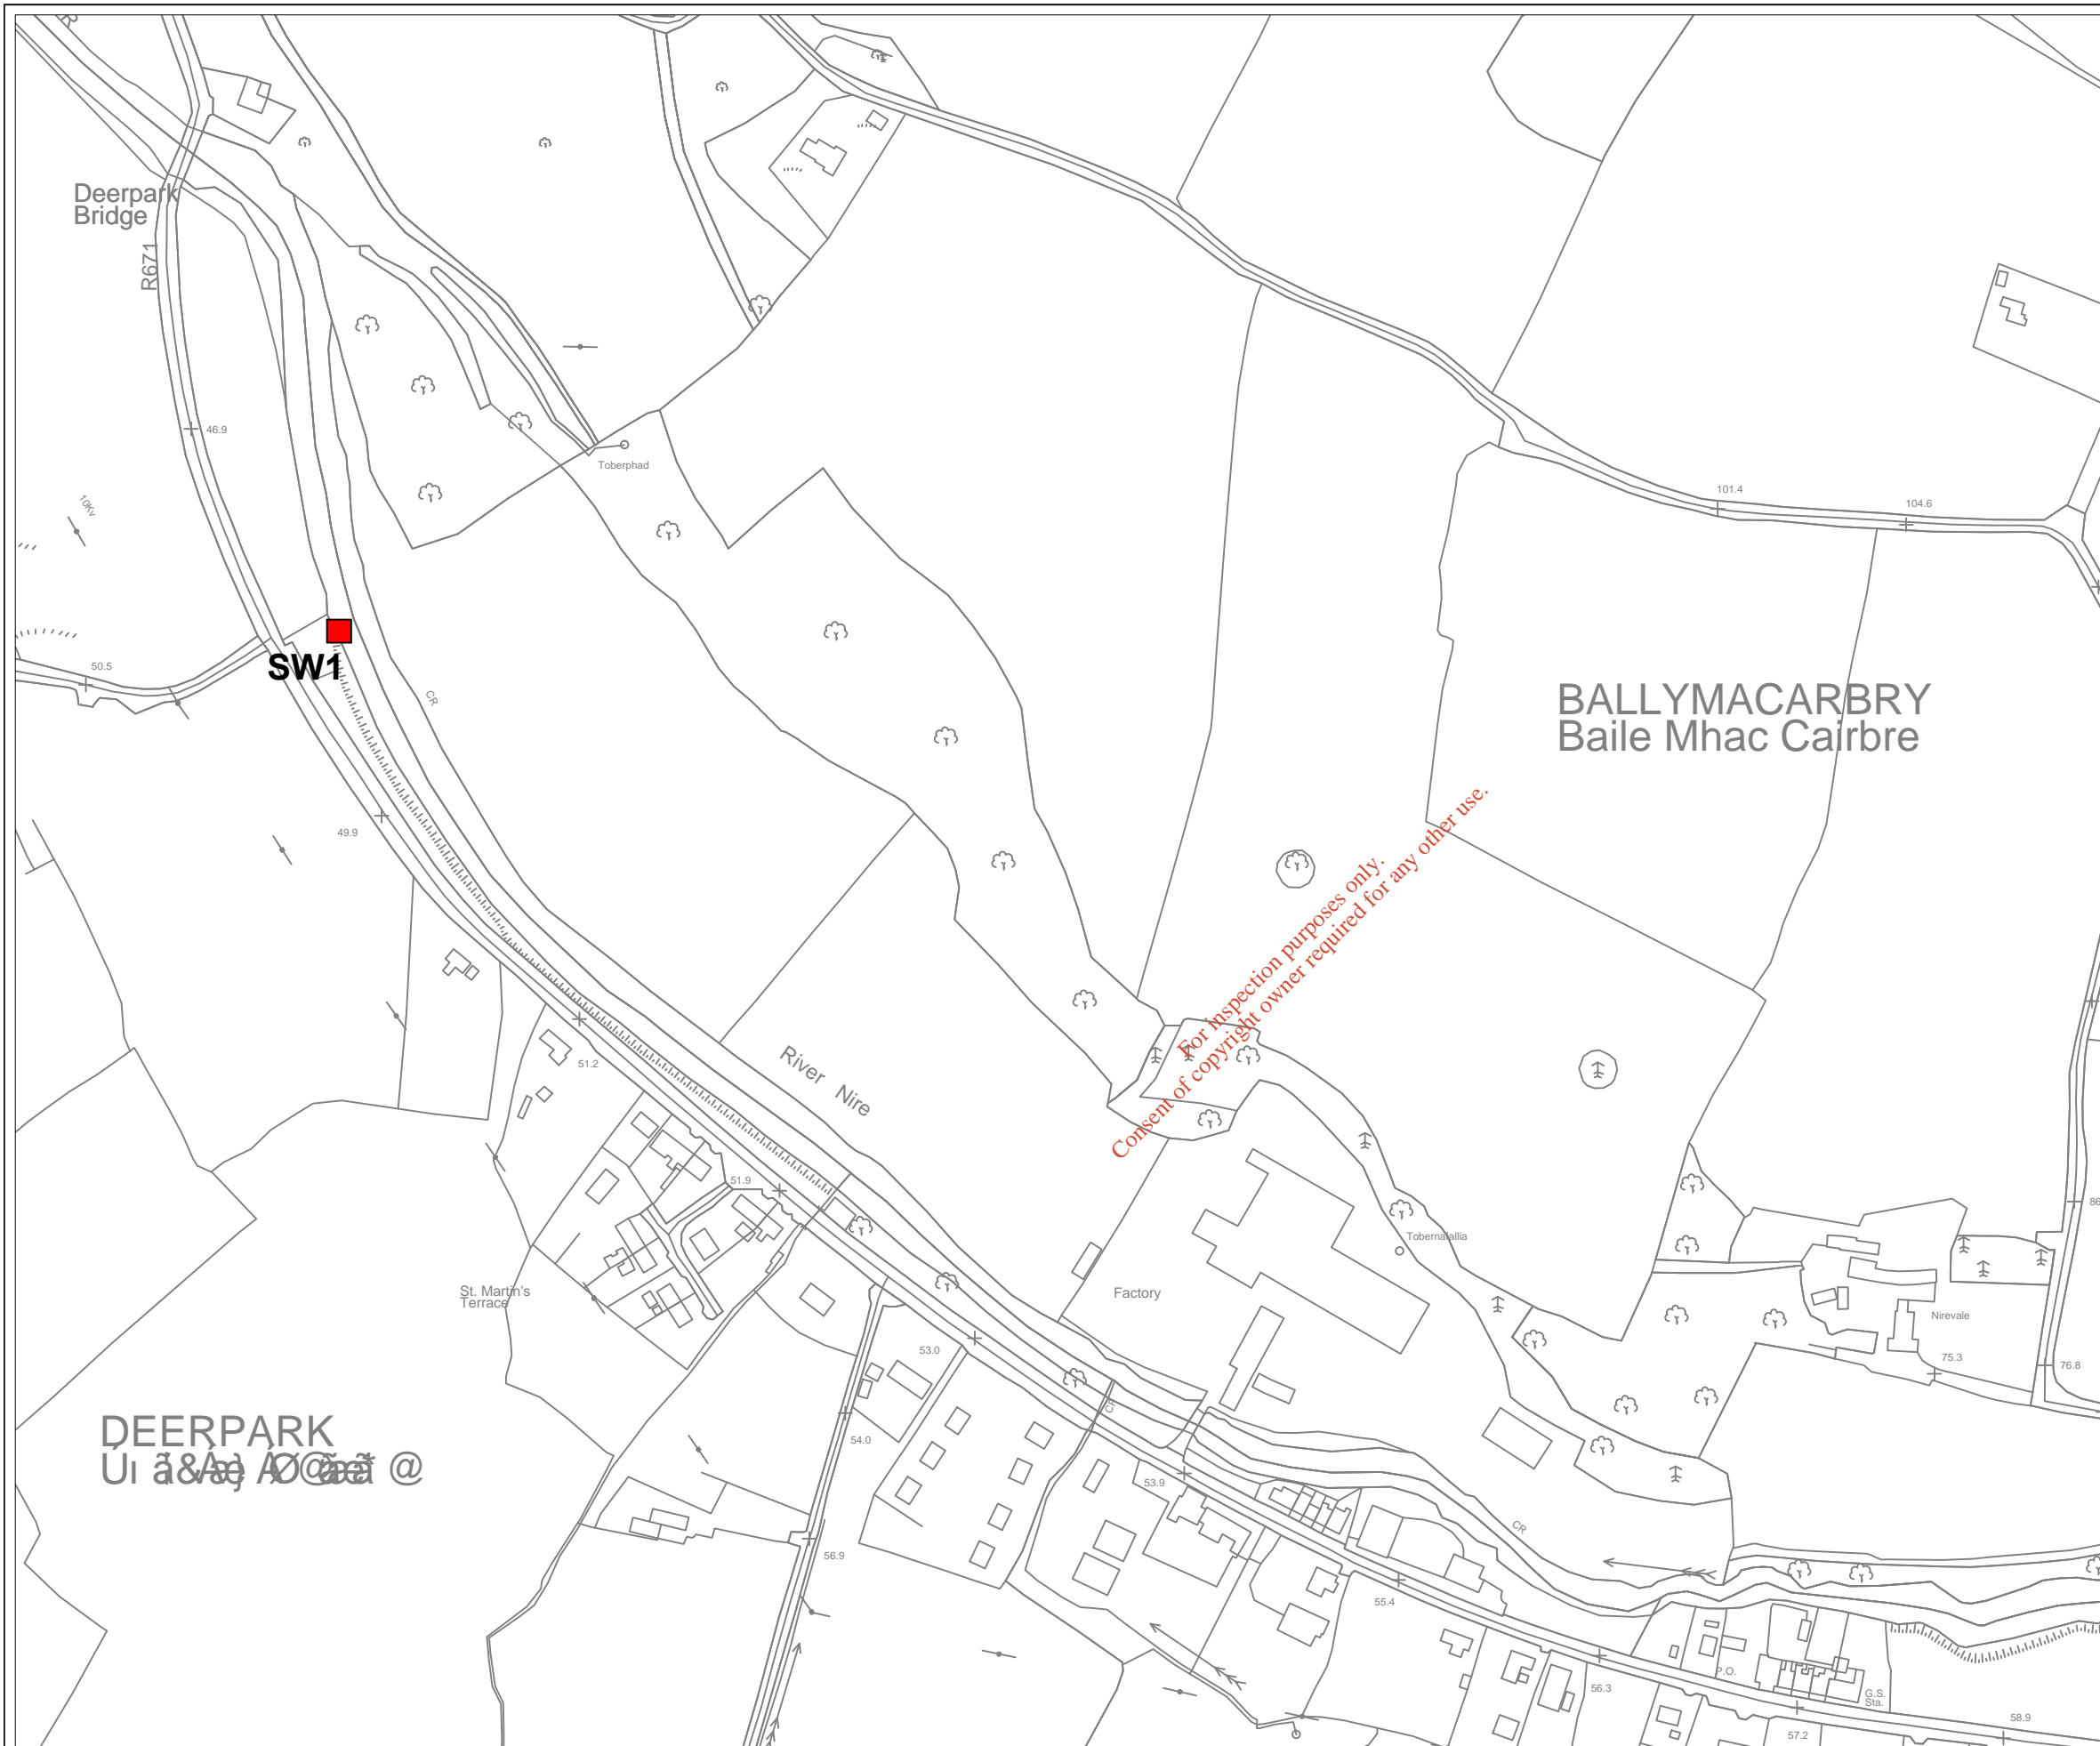 Deerpark
Bridge
R671
46.9
10Kv
50.5
SW1
CR
49.9
Toberphad
101.4
104.6
BALLYMACARBRY
Baile Mhac Cairbre
For inspection purposes only.
Consent of copyright owner required for any other use.
51.2
River Nire
51.9
St. Martin's
Terrace
Factory
Tobernafallia
Nirevale
75.3
76.8
86
53.0
54.0
CF
53.9
56.9
DEERPARK
CR
55.4
56.3
P.O.
G.S.
Sta.
57.2
58.9